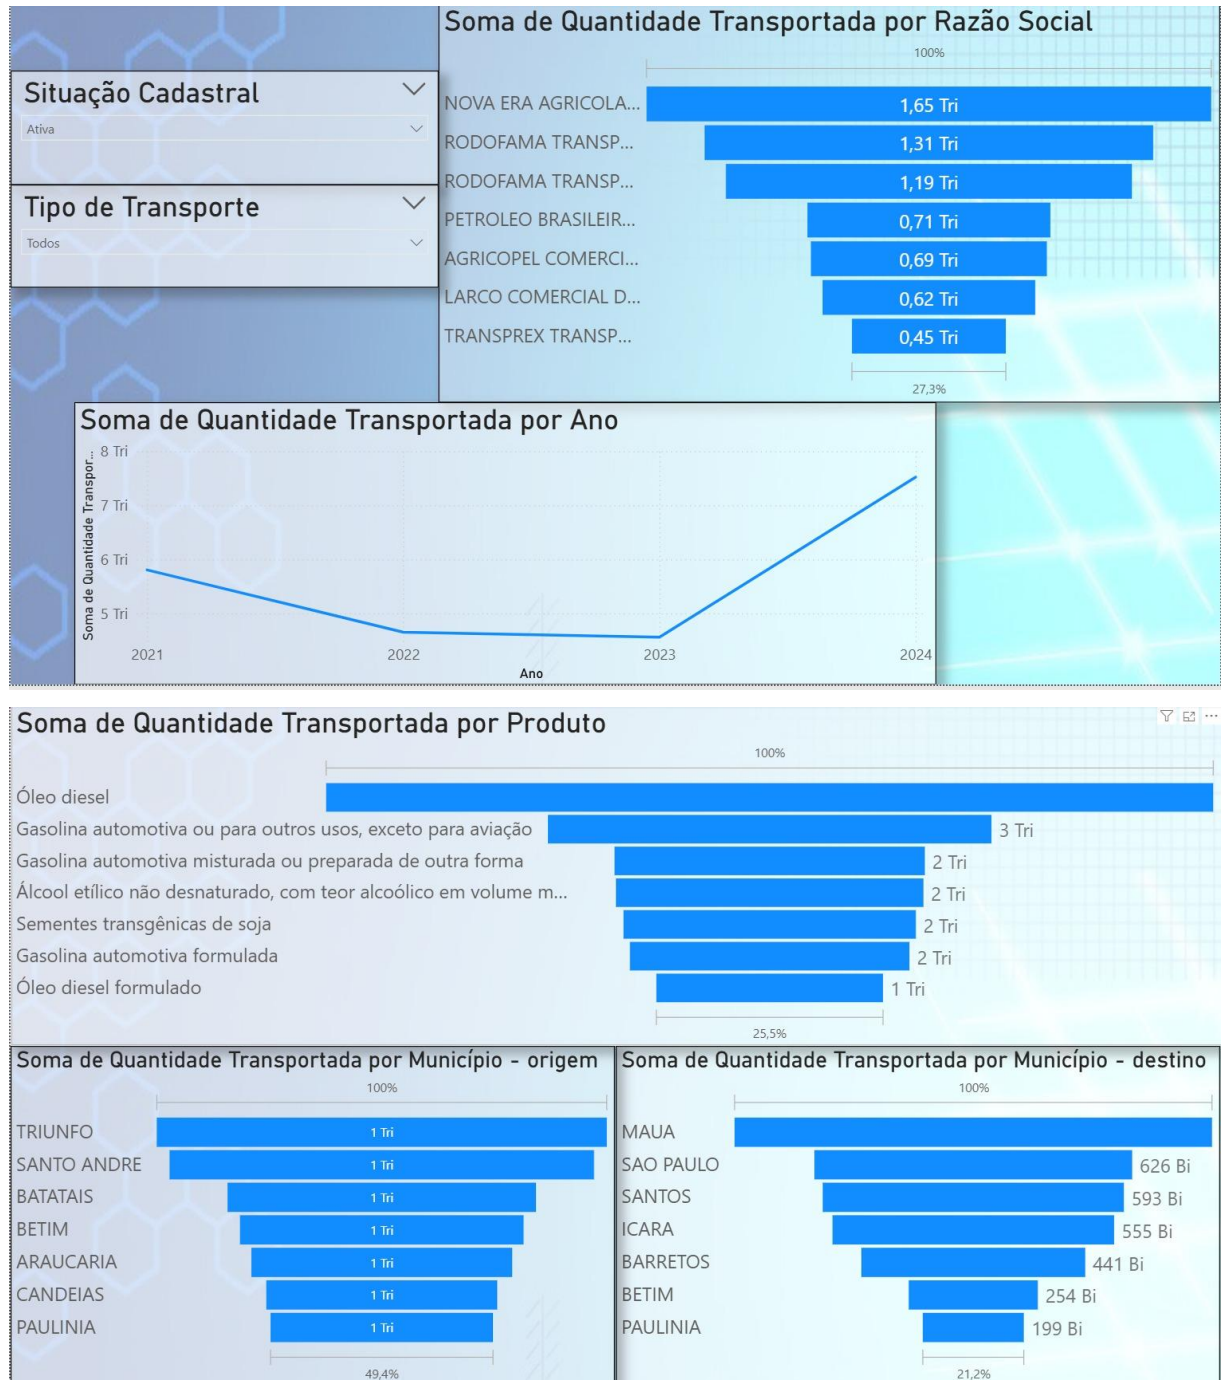 Situação Cadastral
Ativa
Tipo de Transporte
Todos
Soma de Quantidade Transportada por Razão Social
100%
NOVA ERA AGRICOLA... 1,65 Tri
RODOFAMA TRANSP... 1,31 Tri
RODOFAMA TRANSP... 1,19 Tri
PETROLEO BRASILEIR... 0,71 Tri
AGRICOPEL COMERCI... 0,69 Tri
LARCO COMERCIAL D... 0,62 Tri
TRANSPREX TRANSP... 0,45 Tri
27,3%
Soma de Quantidade Transportada por Ano
Soma de Quantidade Transpor...
8 Tri
7 Tri
6 Tri
5 Tri
2021 2022 2023 2024
Ano
Soma de Quantidade Transportada por Produto
100%
Óleo diesel
Gasolina automotiva ou para outros usos, exceto para aviação 3 Tri
Gasolina automotiva misturada ou preparada de outra forma 2 Tri
Álcool etílico não desnaturado, com teor alcoólico em volume m... 2 Tri
Sementes transgênicas de soja 2 Tri
Gasolina automotiva formulada 2 Tri
Óleo diesel formulado 1 Tri
25,5%
Soma de Quantidade Transportada por Município - origem
100%
TRIUNFO 1 Tri
SANTO ANDRE 1 Tri
BATATAIS 1 Tri
BETIM 1 Tri
ARAUCARIA 1 Tri
CANDEIAS 1 Tri
PAULINIA 1 Tri
49,4%
Soma de Quantidade Transportada por Município - destino
100%
MAUA
SAO PAULO 626 Bi
SANTOS 593 Bi
ICARA 555 Bi
BARRETOS 441 Bi
BETIM 254 Bi
PAULINIA 199 Bi
21,2%